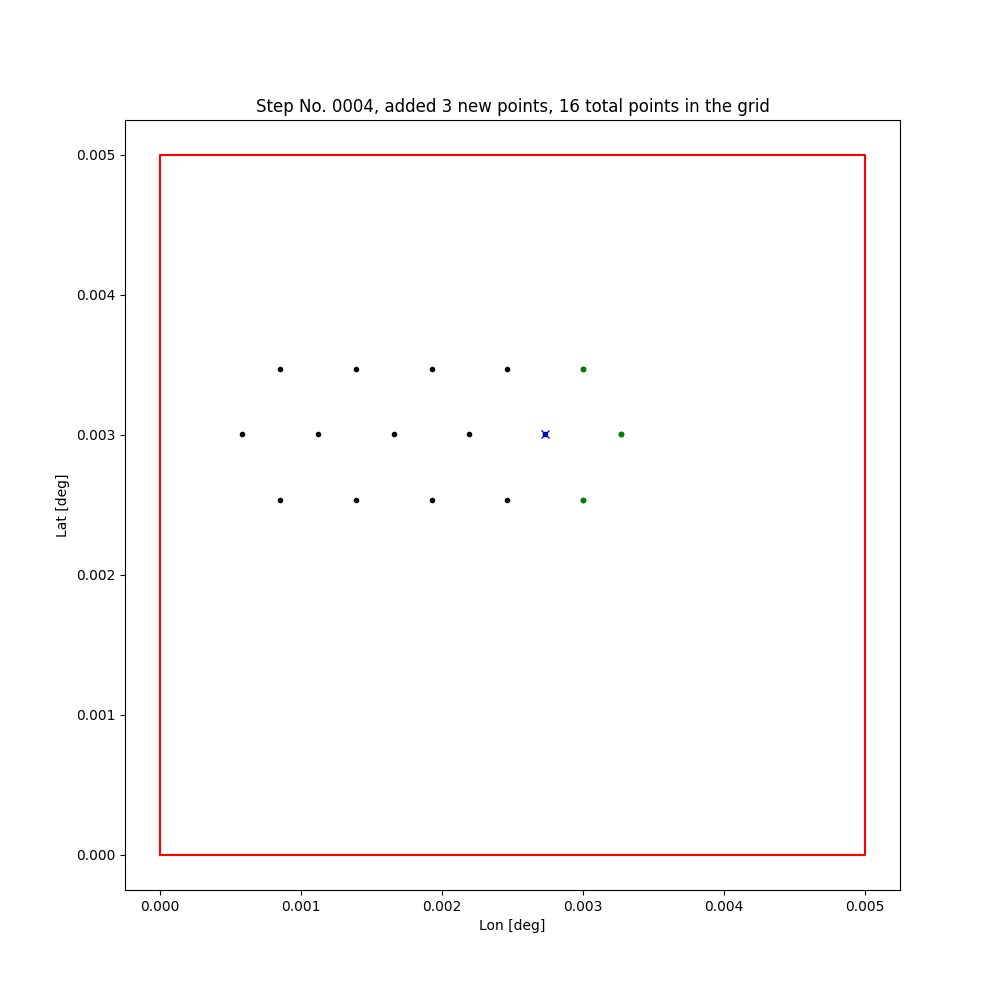 Step No. 0004, added 3 new points, 16 total points in the grid
0.005
0.004
0.003
0.002
0.001
0.000
Lat [deg]
0.000 0.001 0.002 0.003 0.004 0.005
Lon [deg]